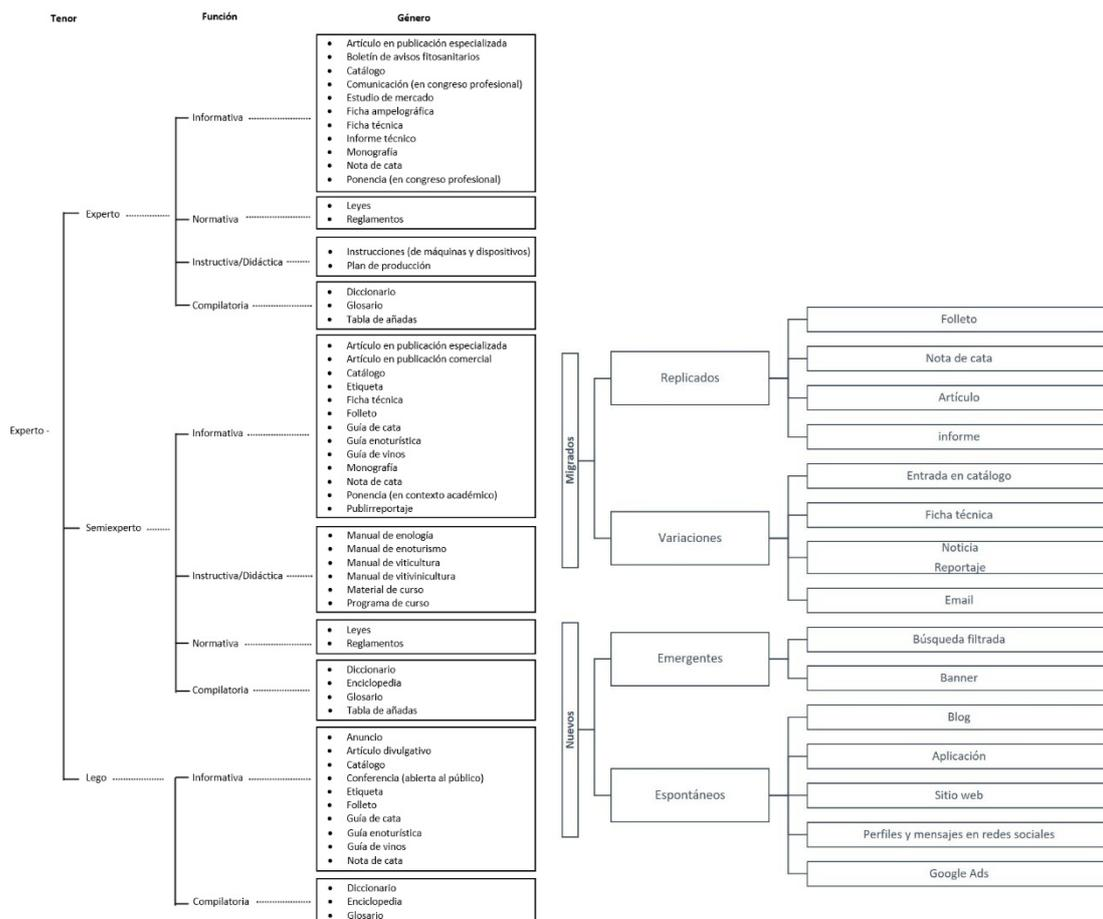 Tenor Función Género
Artículo en publicación especializada
Boletín de avisos fitosanitarios
Catálogo
Comunicación (en congreso profesional)
Estudio de mercado
Ficha ampelográfica
Informativa
Ficha técnica
Informe técnico
Monografía
Nota de cata
Ponencia (en congreso profesional)
Experto
Normativa
Leyes
Reglamentos
Instructiva/Didáctica
Instrucciones (de máquinas y dispositivos)
Plan de producción
Compilatoria
Diccionario
Glosario
Tabla de añadas
Experto -
Semiexperto
Informativa
Artículo en publicación especializada
Artículo en publicación comercial
Catálogo
Etiqueta
Ficha técnica
Folleto
Guía de cata
Guía enoturística
Guía de vinos
Monografía
Nota de cata
Ponencia (en contexto académico)
Publirreportaje
Instructiva/Didáctica
Manual de enología
Manual de enoturismo
Manual de viticultura
Manual de vitivinicultura
Material de curso
Programa de curso
Normativa
Leyes
Reglamentos
Compilatoria
Diccionario
Enciclopedia
Glosario
Tabla de añadas
Lego
Informativa
Anuncio
Artículo divulgativo
Catálogo
Conferencia (abierta al público)
Etiqueta
Folleto
Guía de cata
Guía enoturística
Guía de vinos
Nota de cata
Compilatoria
Diccionario
Enciclopedia
Glosario
Migrados
Replicados
Folleto
Nota de cata
Artículo
informe
Variaciones
Entrada en catálogo
Ficha técnica
Noticia
Reportaje
Email
Nuevos
Emergentes
Búsqueda filtrada
Banner
Espontáneos
Blog
Aplicación
Sitio web
Perfiles y mensajes en redes sociales
Google Ads